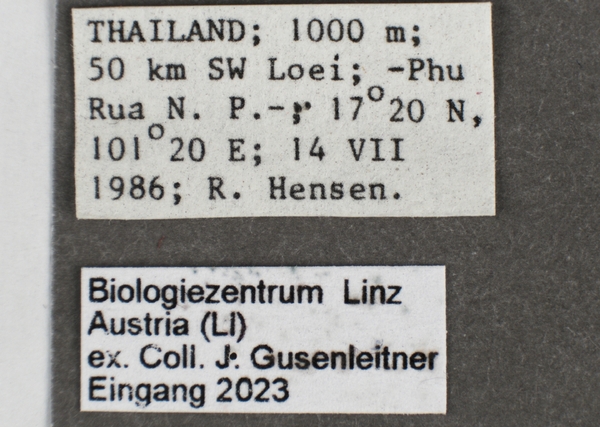 THAILAND; 1000 m;
50 km SW Loei; -Phu
Rua N. P.-; 17°20 N,
101°20 E; 14 VII
1986; R. Hensen.
Biologiezentrum Linz
Austria (LI)
ex. Coll. J. Gusenleitner
Eingang 2023